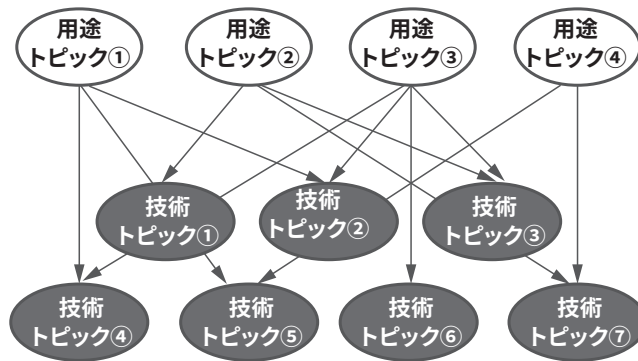 用途
トピック①
用途
トピック②
用途
トピック③
用途
トピック④
技術
トピック①
技術
トピック②
技術
トピック③
技術
トピック④
技術
トピック⑤
技術
トピック⑥
技術
トピック⑦